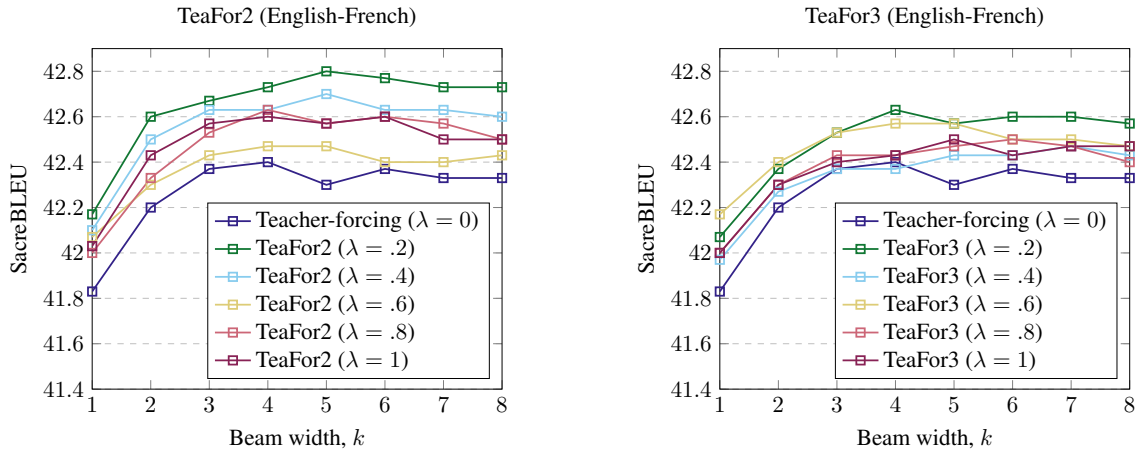 TeaFor2 (English-French)
SacreBLEU
42.8
42.6
42.4
42.2
42
41.8
41.6
41.4
1 2 3 4 5 6 7 8
Beam width, k
Teacher-forcing (λ = 0)
TeaFor2 (λ = .2)
TeaFor2 (λ = .4)
TeaFor2 (λ = .6)
TeaFor2 (λ = .8)
TeaFor2 (λ = 1)
TeaFor3 (English-French)
SacreBLEU
42.8
42.6
42.4
42.2
42
41.8
41.6
41.4
1 2 3 4 5 6 7 8
Beam width, k
Teacher-forcing (λ = 0)
TeaFor3 (λ = .2)
TeaFor3 (λ = .4)
TeaFor3 (λ = .6)
TeaFor3 (λ = .8)
TeaFor3 (λ = 1)